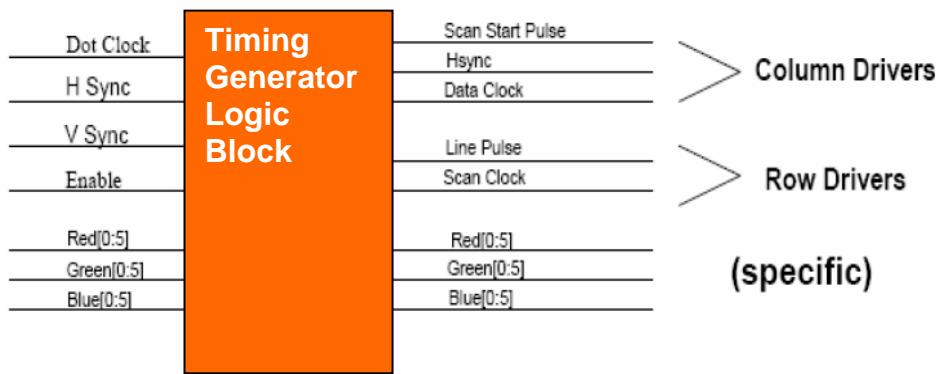 Dot Clock
H Sync
V Sync
Enable
Red[0:5]
Green[0:5]
Blue[0:5]
Timing
Generator
Logic
Block
Scan Start Pulse
Hsync
Data Clock
Line Pulse
Scan Clock
Red[0:5]
Green[0:5]
Blue[0:5]
Column Drivers
Row Drivers
(specific)